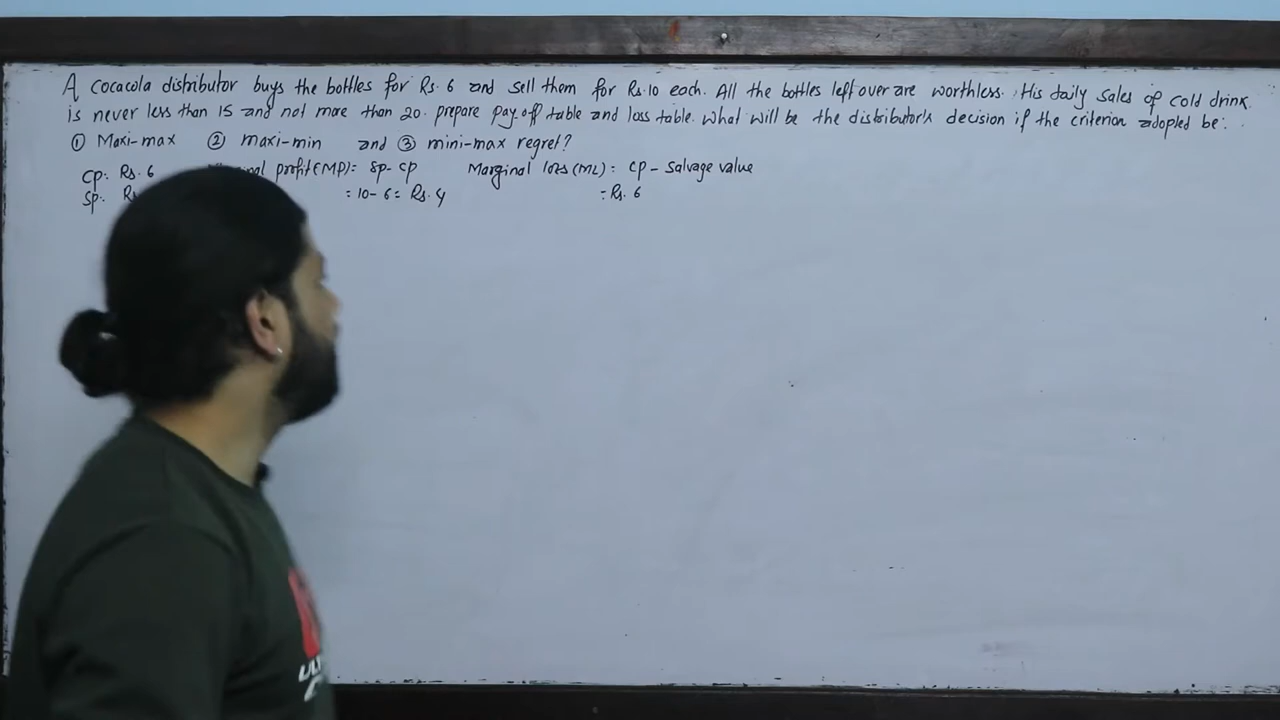 A cocacola distributor buys the bottles for Rs. 6 and sell them for Rs. 10 each. All the bottles left over are worthless. His daily sales of cold drink
is never less than 15 and not more than 20. prepare pay off table and loss table. what will be the distributor's decision if the criterion adopted be:
① Maxi-max ② maxi-min and ③ mini-max regret?
CP: Rs. 6 profit (MP)= SP- CP Marginal loss (ML)= CP - Salvage value
SP: = 10-6= Rs. 4 = Rs. 6